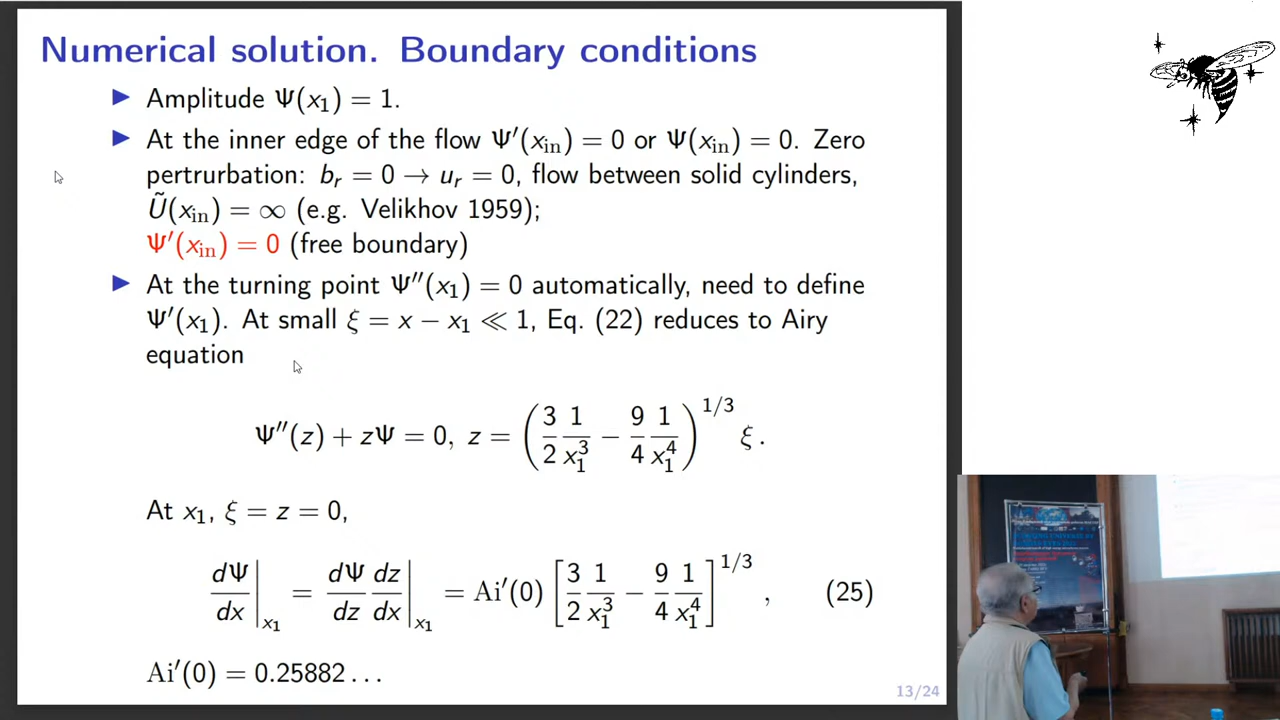 Numerical solution. Boundary conditions
▶ Amplitude Ψ(x₁) = 1.
▶ At the inner edge of the flow Ψ′(x_in) = 0 or Ψ(x_in) = 0. Zero
pertrurbation: b_r = 0 → u_r = 0, flow between solid cylinders,
Ũ(x_in) = ∞ (e.g. Velikhov 1959);
Ψ′(x_in) = 0 (free boundary)
▶ At the turning point Ψ″(x₁) = 0 automatically, need to define
Ψ′(x₁). At small ξ = x − x₁ ≪ 1, Eq. (22) reduces to Airy
equation
Ψ″(z) + zΨ = 0, z = (3/2 1/x₁³ − 9/4 1/x₁⁴)^{1/3} ξ.
At x₁, ξ = z = 0,
dΨ/dx|_{x₁} = dΨ/dz dz/dx|_{x₁} = Ai′(0) [3/2 1/x₁³ − 9/4 1/x₁⁴]^{1/3}, (25)
Ai′(0) = 0.25882...
13/24